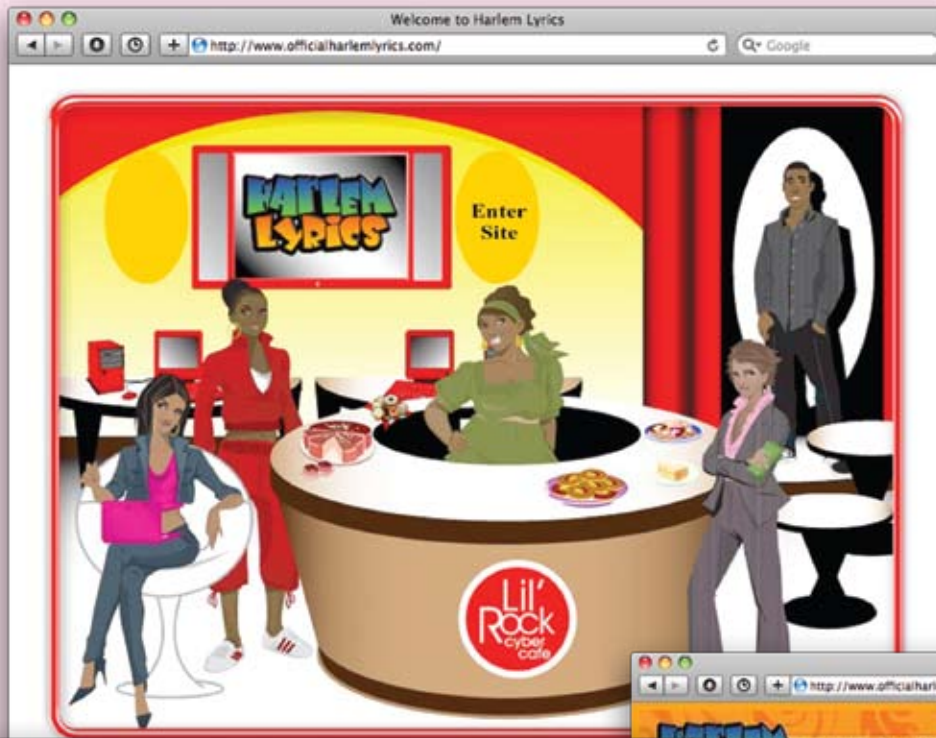 Welcome to Harlem Lyrics
http://www.officialharlemlyrics.com/
Google
HARLEM
LYRICS
Enter
Site
Lil'
Rock
cyber
cafe
http://www.officialharl
HARLEM